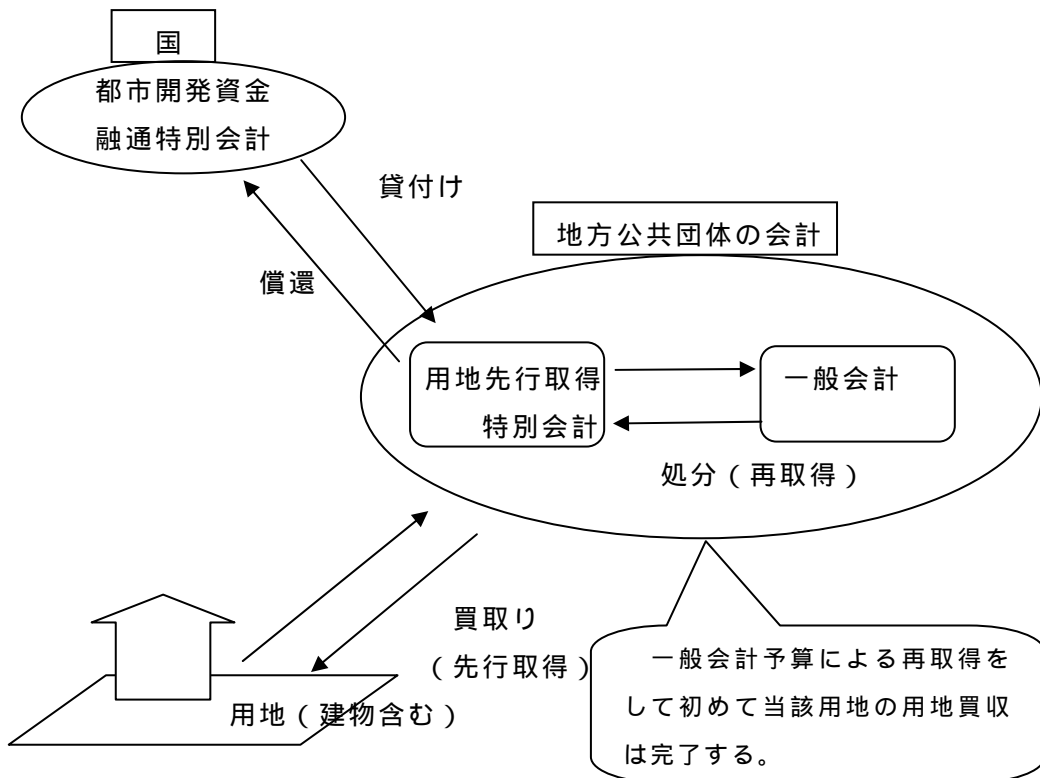 国
都市開発資金
融通特別会計
貸付け
償還
地方公共団体の会計
用地先行取得
特別会計
一般会計
処分（再取得）
買取り
（先行取得）
用地（建物含む）
一般会計予算による再取得を
して初めて当該用地の用地買収
は完了する。